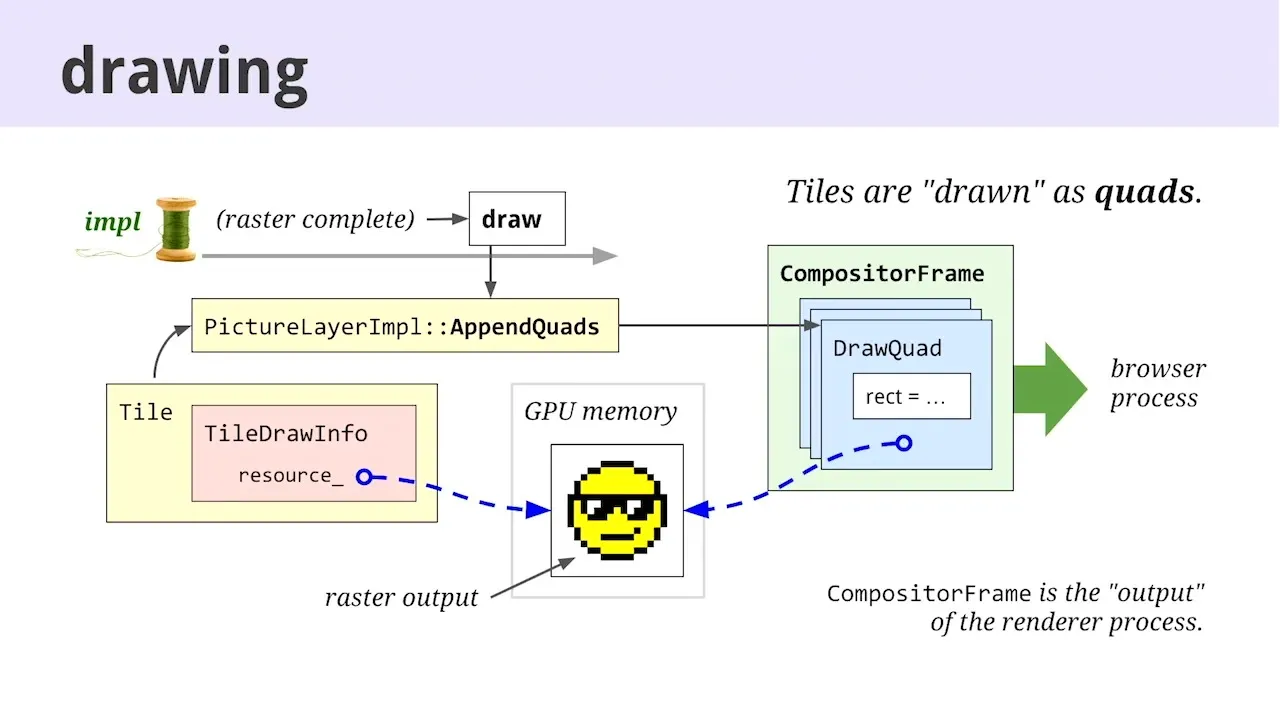 drawing
Tiles are "drawn" as quads.
impl
(raster complete)
draw
CompositorFrame
PictureLayerImpl::AppendQuads
DrawQuad
rect = …
browser
process
Tile
TileDrawInfo
resource_
GPU memory
raster output
CompositorFrame is the "output"
of the renderer process.